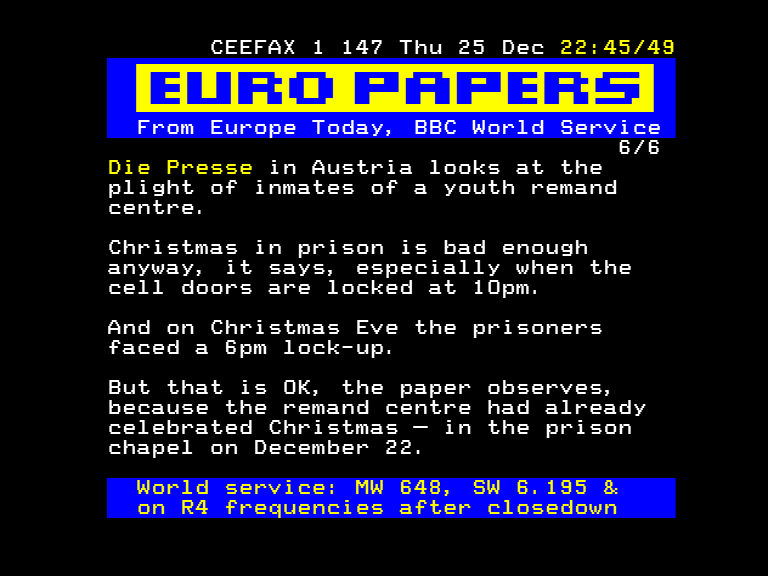 CEEFAX 1 147 Thu 25 Dec 22:45/49
EURO PAPERS
From Europe Today, BBC World Service
6/6
Die Presse in Austria looks at the
plight of inmates of a youth remand
centre.
Christmas in prison is bad enough
anyway, it says, especially when the
cell doors are locked at 10pm.
And on Christmas Eve the prisoners
faced a 6pm lock-up.
But that is OK, the paper observes,
because the remand centre had already
celebrated Christmas — in the prison
chapel on December 22.
World service: MW 648, SW 6.195 &
on R4 frequencies after closedown